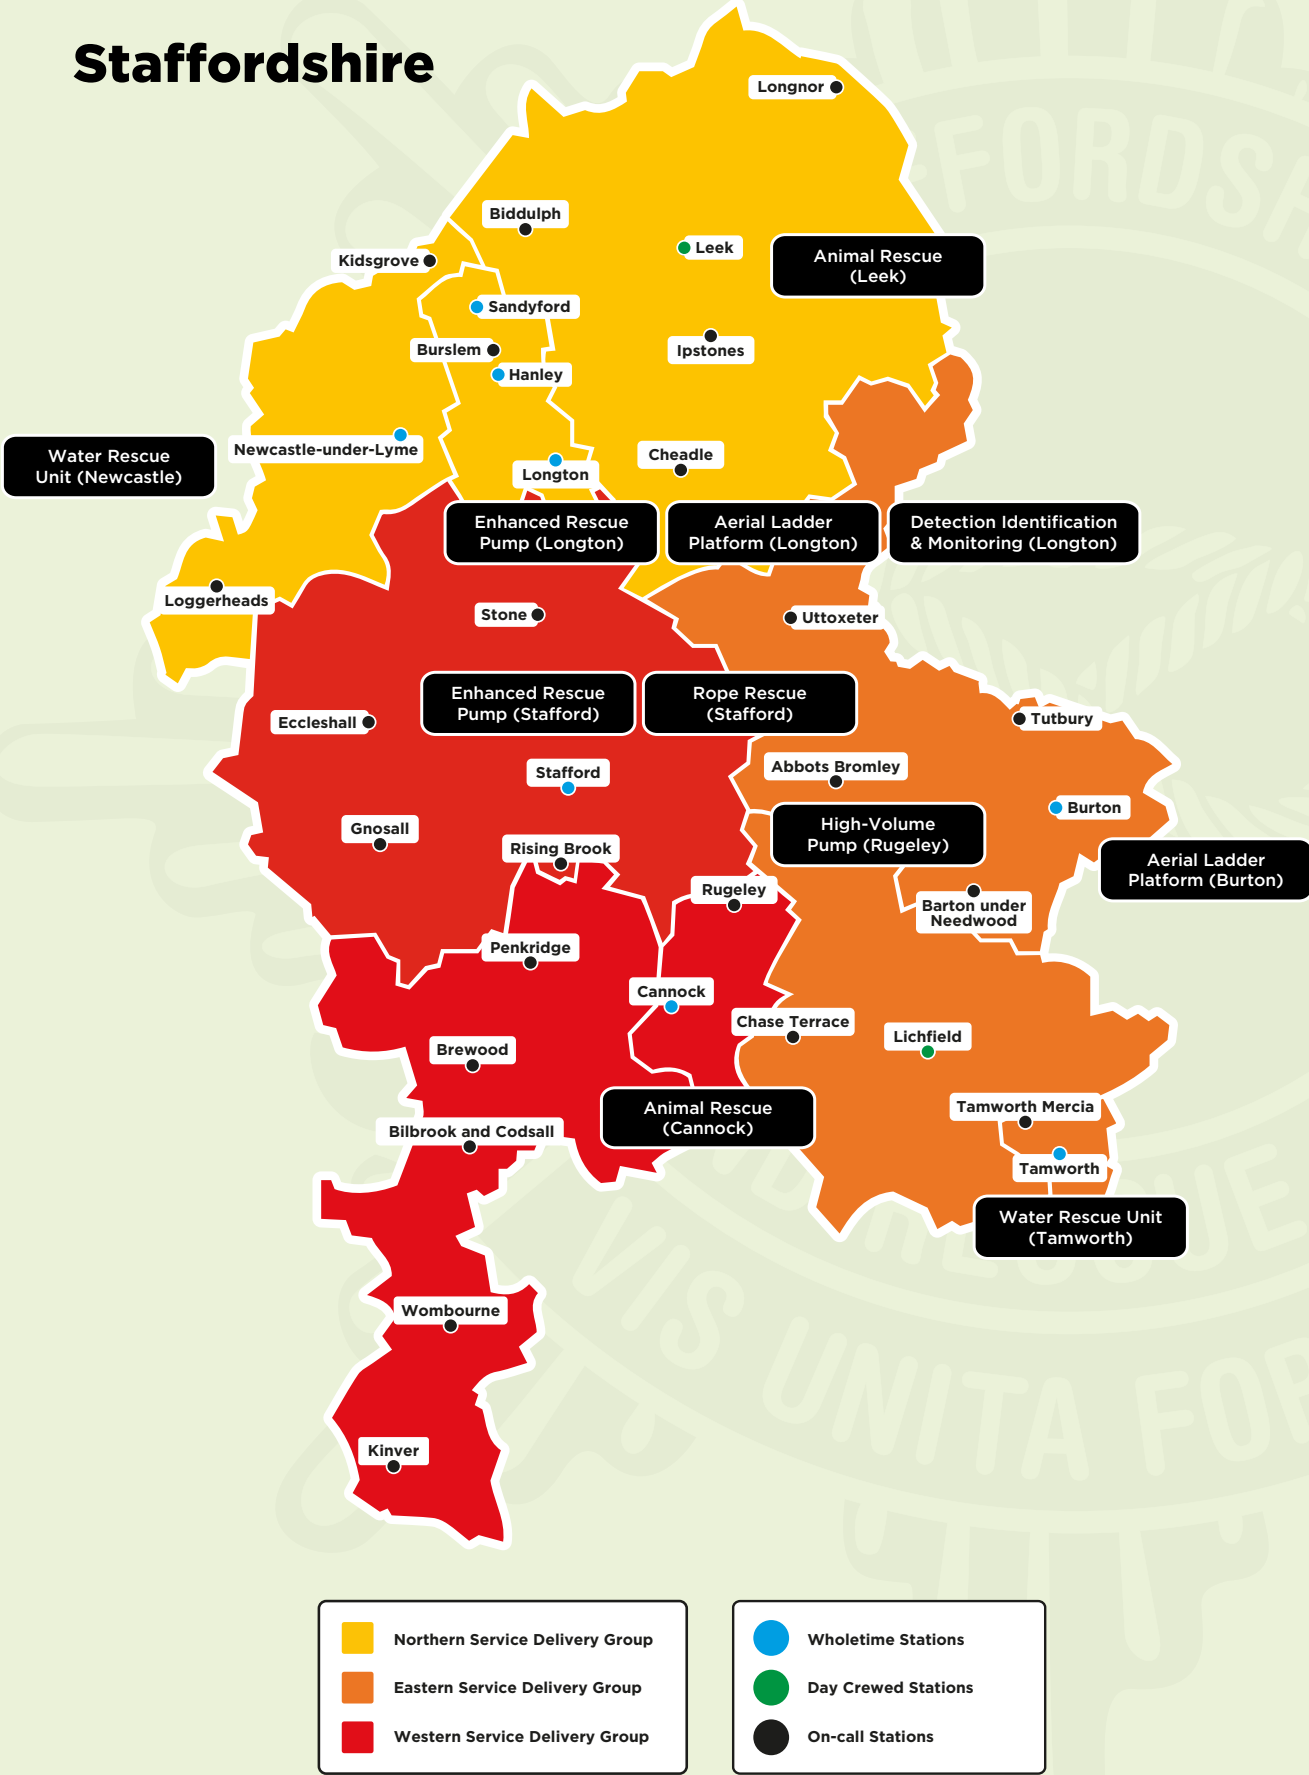 Staffordshire
Longnor
Biddulph
Leek
Animal Rescue
(Leek)
Kidsgrove
Sandyford
Burslem
Ipstones
Hanley
Newcastle-under-Lyme
Water Rescue
Unit (Newcastle)
Cheadle
Longton
Enhanced Rescue
Pump (Longton)
Aerial Ladder
Platform (Longton)
Detection Identification
& Monitoring (Longton)
Loggerheads
Stone
Uttoxeter
Enhanced Rescue
Pump (Stafford)
Rope Rescue
(Stafford)
Eccleshall
Tutbury
Stafford
Abbots Bromley
Burton
Gnosall
High-Volume
Pump (Rugeley)
Rising Brook
Aerial Ladder
Platform (Burton)
Rugeley
Barton under
Needwood
Penkridge
Cannock
Chase Terrace
Lichfield
Brewood
Animal Rescue
(Cannock)
Tamworth Mercia
Bilbrook and Codsall
Tamworth
Water Rescue Unit
(Tamworth)
Wombourne
Kinver
FORDS
RESCUE
VIS UNITA FOR
Northern Service Delivery Group
Eastern Service Delivery Group
Western Service Delivery Group
Wholetime Stations
Day Crewed Stations
On-call Stations